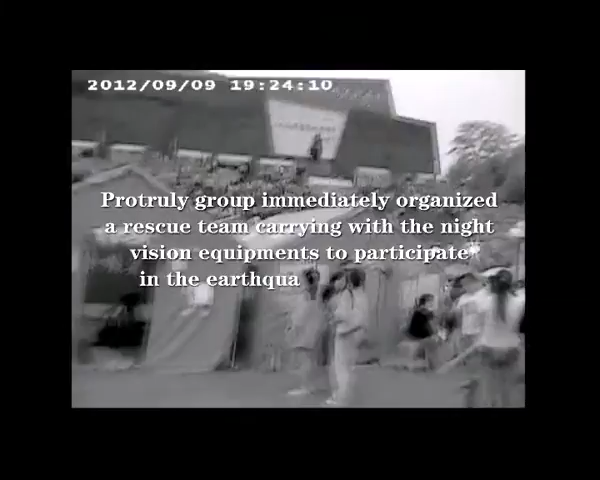 2012/09/09 19:24:10
Protruly group immediately organized
a rescue team carrying with the night
vision equipments to participate
in the earthqua